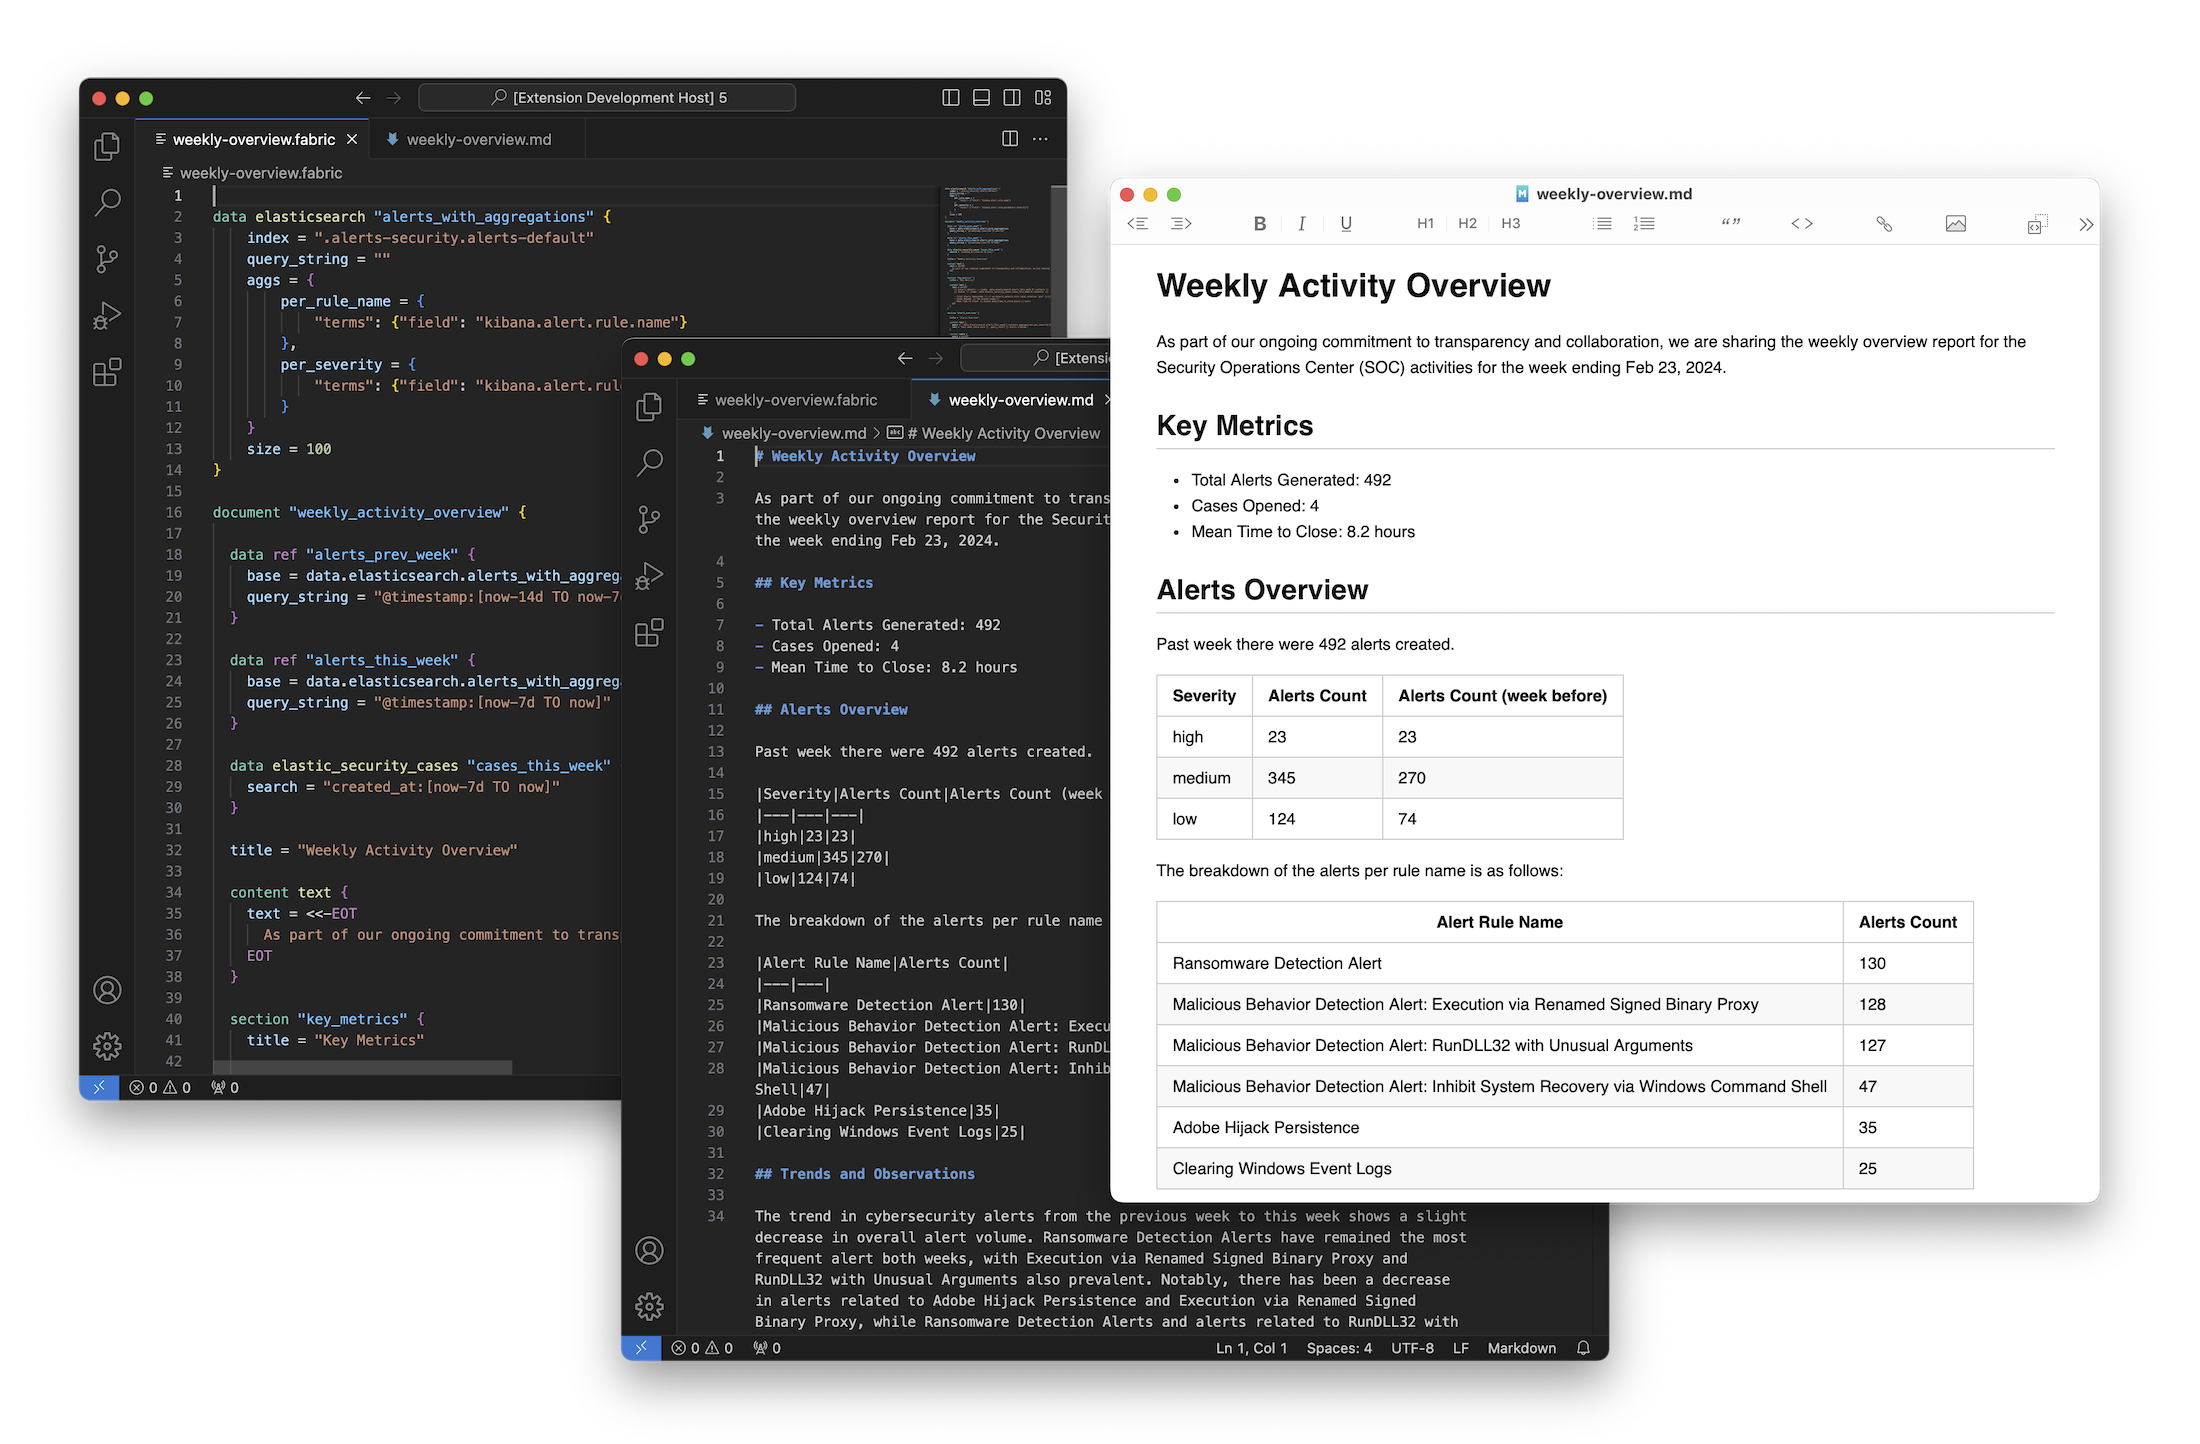 [Extension Development Host] 5
weekly-overview.fabric
weekly-overview.md
weekly-overview.fabric
1
2 data elasticsearch "alerts_with_aggregations" {
3 index = ".alerts-security.alerts-default"
4 query_string = ""
5 aggs = {
6 per_rule_name = {
7 "terms": {"field": "kibana.alert.rule.name"}
8 },
9 per_severity = {
10 "terms": {"field": "kibana.alert.rul
11 }
12 }
13 size = 100
14 }
15
16 document "weekly_activity_overview" {
17
18 data ref "alerts_prev_week" {
19 base = data.elasticsearch.alerts_with_aggreg
20 query_string = "@timestamp:[now-14d TO now-7
21 }
22
23 data ref "alerts_this_week" {
24 base = data.elasticsearch.alerts_with_aggreg
25 query_string = "@timestamp:[now-7d TO now]"
26 }
27
28 data elastic_security_cases "cases_this_week"
29 search = "created_at:[now-7d TO now]"
30 }
31
32 title = "Weekly Activity Overview"
33
34 content text {
35 text = <<-EOT
36 As part of our ongoing commitment to trans
37 EOT
38 }
39
40 section "key_metrics" {
41 title = "Key Metrics"
42
0 0 0
[Extensi
weekly-overview.fabric
weekly-overview.md
weekly-overview.md > # Weekly Activity Overview
1 # Weekly Activity Overview
2
3 As part of our ongoing commitment to trans
the weekly overview report for the Securit
the week ending Feb 23, 2024.
4
5 ## Key Metrics
6
7 - Total Alerts Generated: 492
8 - Cases Opened: 4
9 - Mean Time to Close: 8.2 hours
10
11 ## Alerts Overview
12
13 Past week there were 492 alerts created.
14
15 |Severity|Alerts Count|Alerts Count (week
16 |---|---|---|
17 |high|23|23|
18 |medium|345|270|
19 |low|124|74|
20
21 The breakdown of the alerts per rule name
22
23 |Alert Rule Name|Alerts Count|
24 |---|---|
25 |Ransomware Detection Alert|130|
26 |Malicious Behavior Detection Alert: Execu
27 |Malicious Behavior Detection Alert: RunDL
28 |Malicious Behavior Detection Alert: Inhib
Shell|47|
29 |Adobe Hijack Persistence|35|
30 |Clearing Windows Event Logs|25|
31
32 ## Trends and Observations
33
34 The trend in cybersecurity alerts from the previous week to this week shows a slight
decrease in overall alert volume. Ransomware Detection Alerts have remained the most
frequent alert both weeks, with Execution via Renamed Signed Binary Proxy and
RunDLL32 with Unusual Arguments also prevalent. Notably, there has been a decrease
in alerts related to Adobe Hijack Persistence and Execution via Renamed Signed
Binary Proxy, while Ransomware Detection Alerts and alerts related to RunDLL32 with
0 0 0 Ln 1, Col 1 Spaces: 4 UTF-8 LF Markdown
weekly-overview.md
B I U H1 H2 H3 “” <>
Weekly Activity Overview
As part of our ongoing commitment to transparency and collaboration, we are sharing the weekly overview report for the
Security Operations Center (SOC) activities for the week ending Feb 23, 2024.
Key Metrics
• Total Alerts Generated: 492
• Cases Opened: 4
• Mean Time to Close: 8.2 hours
Alerts Overview
Past week there were 492 alerts created.
Severity Alerts Count Alerts Count (week before)
high 23 23
medium 345 270
low 124 74
The breakdown of the alerts per rule name is as follows:
Alert Rule Name Alerts Count
Ransomware Detection Alert 130
Malicious Behavior Detection Alert: Execution via Renamed Signed Binary Proxy 128
Malicious Behavior Detection Alert: RunDLL32 with Unusual Arguments 127
Malicious Behavior Detection Alert: Inhibit System Recovery via Windows Command Shell 47
Adobe Hijack Persistence 35
Clearing Windows Event Logs 25